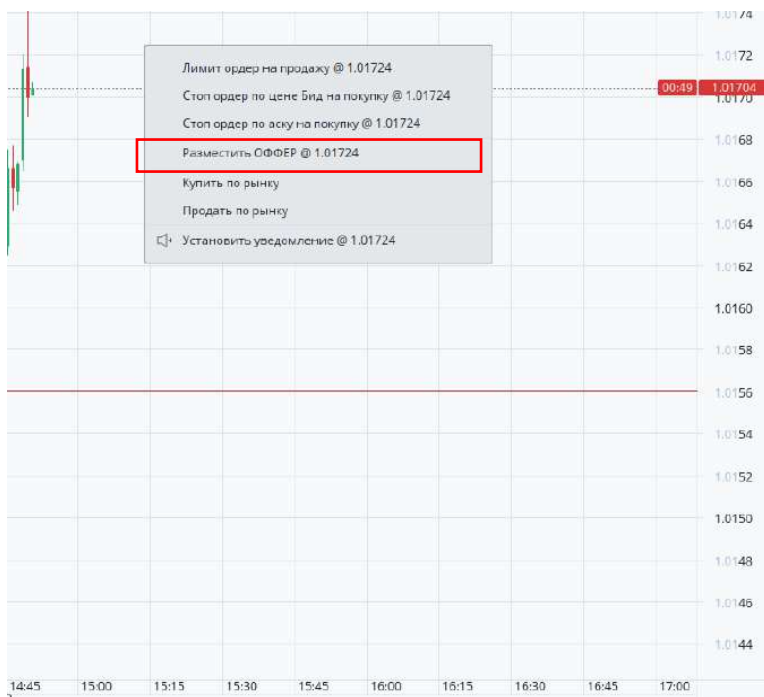 1.0174
Лимит ордер на продажу @ 1.01724
1.0172
Стоп ордер по цене Бид на покупку @ 1.01724
00:49 1.01704
1.0170
Стоп ордер по аску на покупку @ 1.01724
1.0168
Разместить ОФФЕР @ 1.01724
Купить по рынку
1.0166
Продать по рынку
1.0164
Установить уведомление @ 1.01724
1.0162
1.0160
1.0158
1.0156
1.0154
1.0152
1.0150
1.0148
1.0146
1.0144
14:45 15:00 15:15 15:30 15:45 16:00 16:15 16:30 16:45 17:00